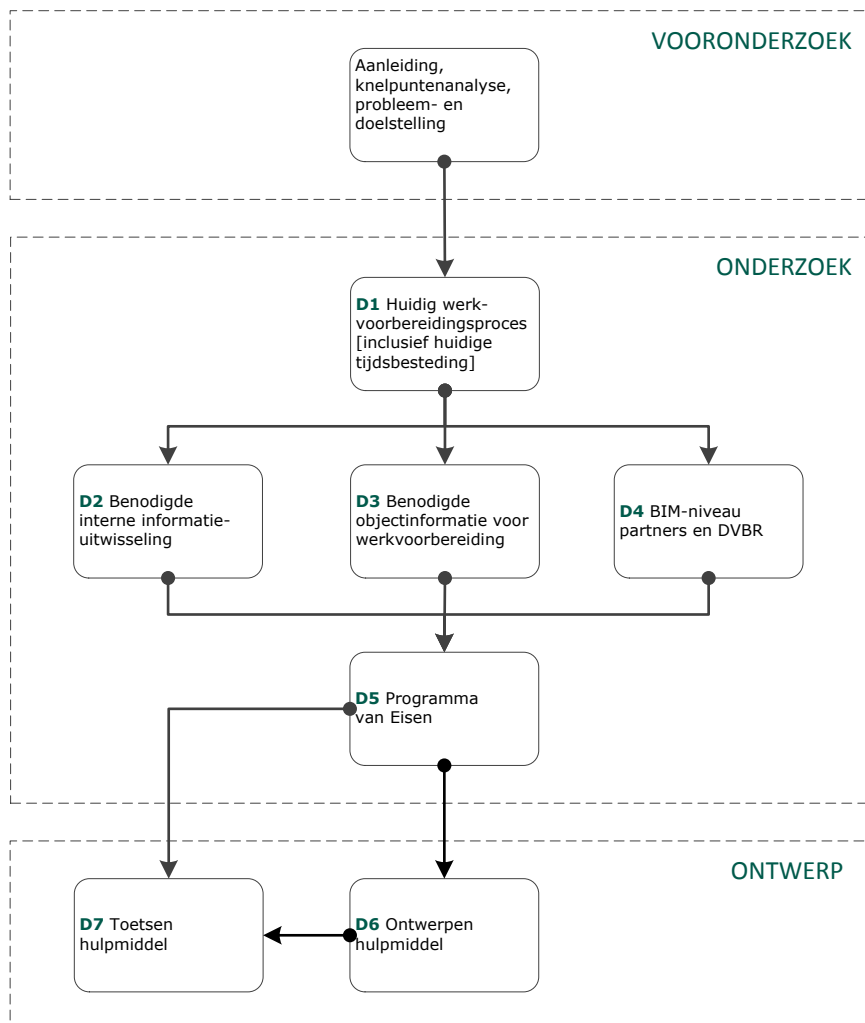 VOORONDERZOEK
Aanleiding,
knelpuntenanalyse,
probleem- en
doelstelling
ONDERZOEK
D1 Huidig werk-
voorbereidingsproces
[inclusief huidige
tijdsbesteding]
D2 Benodigde
interne informatie-
uitwisseling
D3 Benodigde
objectinformatie voor
werkvoorbereiding
D4 BIM-niveau
partners en DVBR
D5 Programma
van Eisen
ONTWERP
D7 Toetsen
hulpmiddel
D6 Ontwerpen
hulpmiddel